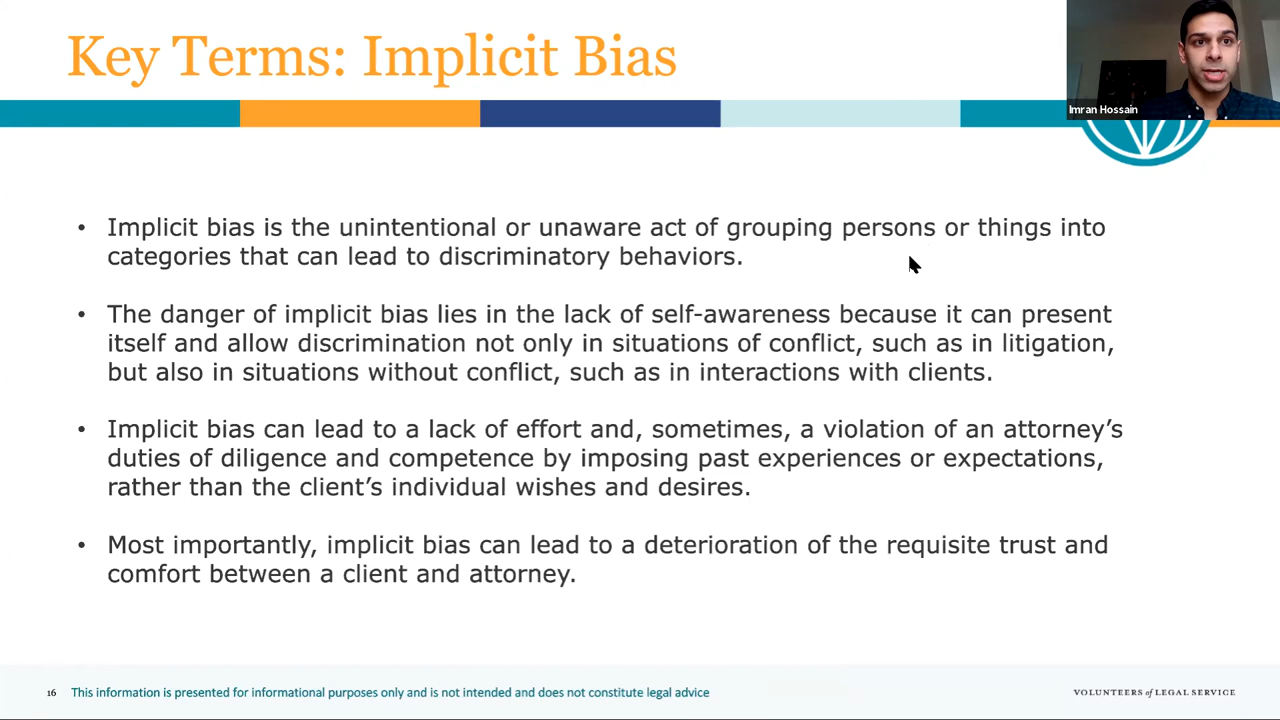 Key Terms: Implicit Bias
Imran Hossain
• Implicit bias is the unintentional or unaware act of grouping persons or things into
categories that can lead to discriminatory behaviors.
• The danger of implicit bias lies in the lack of self-awareness because it can present
itself and allow discrimination not only in situations of conflict, such as in litigation,
but also in situations without conflict, such as in interactions with clients.
• Implicit bias can lead to a lack of effort and, sometimes, a violation of an attorney’s
duties of diligence and competence by imposing past experiences or expectations,
rather than the client’s individual wishes and desires.
• Most importantly, implicit bias can lead to a deterioration of the requisite trust and
comfort between a client and attorney.
16 This information is presented for informational purposes only and is not intended and does not constitute legal advice
VOLUNTEERS of LEGAL SERVICE